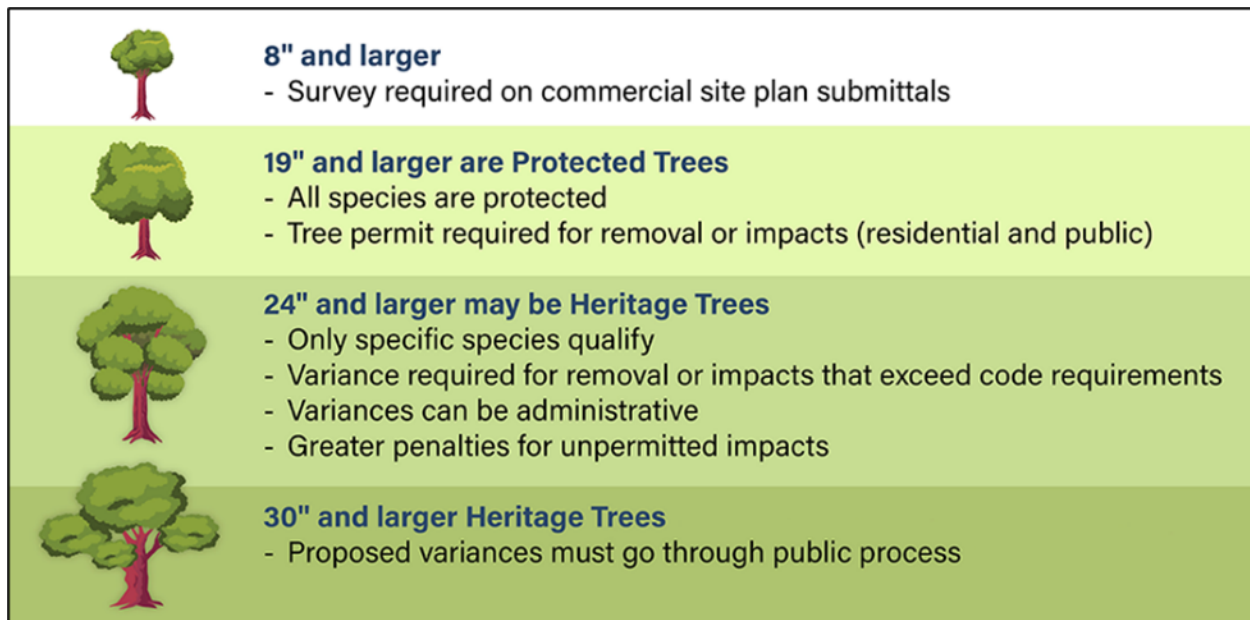 8" and larger
- Survey required on commercial site plan submittals
19" and larger are Protected Trees
- All species are protected
- Tree permit required for removal or impacts (residential and public)
24" and larger may be Heritage Trees
- Only specific species qualify
- Variance required for removal or impacts that exceed code requirements
- Variances can be administrative
- Greater penalties for unpermitted impacts
30" and larger Heritage Trees
- Proposed variances must go through public process